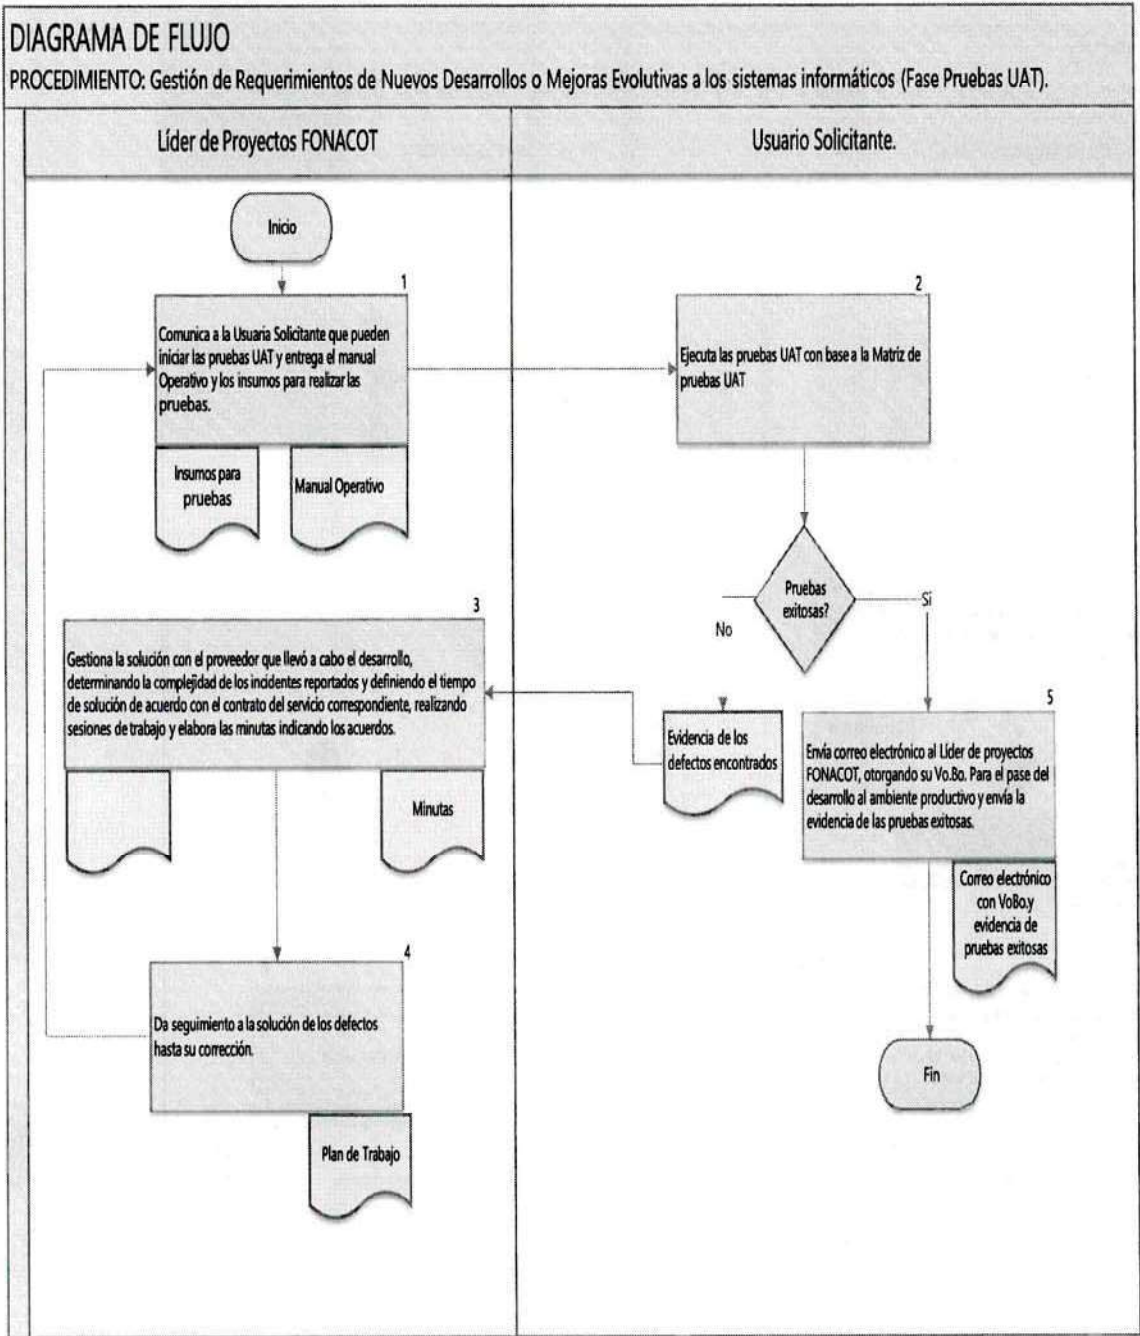 DIAGRAMA DE FLUJO
PROCEDIMIENTO: Gestión de Requerimientos de Nuevos Desarrollos o Mejoras Evolutivas a los sistemas informáticos (Fase Pruebas UAT).
Líder de Proyectos FONACOT
Usuario Solicitante.
Inicio
1
Comunica a la Usuaria Solicitante que pueden
iniciar las pruebas UAT y entrega el manual
Operativo y los insumos para realizar las
pruebas.
Insumos para
pruebas
Manual Operativo
2
Ejecuta las pruebas UAT con base a la Matriz de
pruebas UAT
Pruebas
exitosas?
No
Si
3
Gestiona la solución con el proveedor que llevó a cabo el desarrollo,
determinando la complejidad de los incidentes reportados y definiendo el tiempo
de solución de acuerdo con el contrato del servicio correspondiente, realizando
sesiones de trabajo y elabora las minutas indicando los acuerdos.
Minutas
Evidencia de los
defectos encontrados
5
Envía correo electrónico al Líder de proyectos
FONACOT, otorgando su Vo.Bo. Para el pase del
desarrollo al ambiente productivo y envía la
evidencia de las pruebas exitosas.
Correo electrónico
con VoBo.y
evidencia de
pruebas exitosas
4
Da seguimiento a la solución de los defectos
hasta su corrección.
Plan de Trabajo
Fin